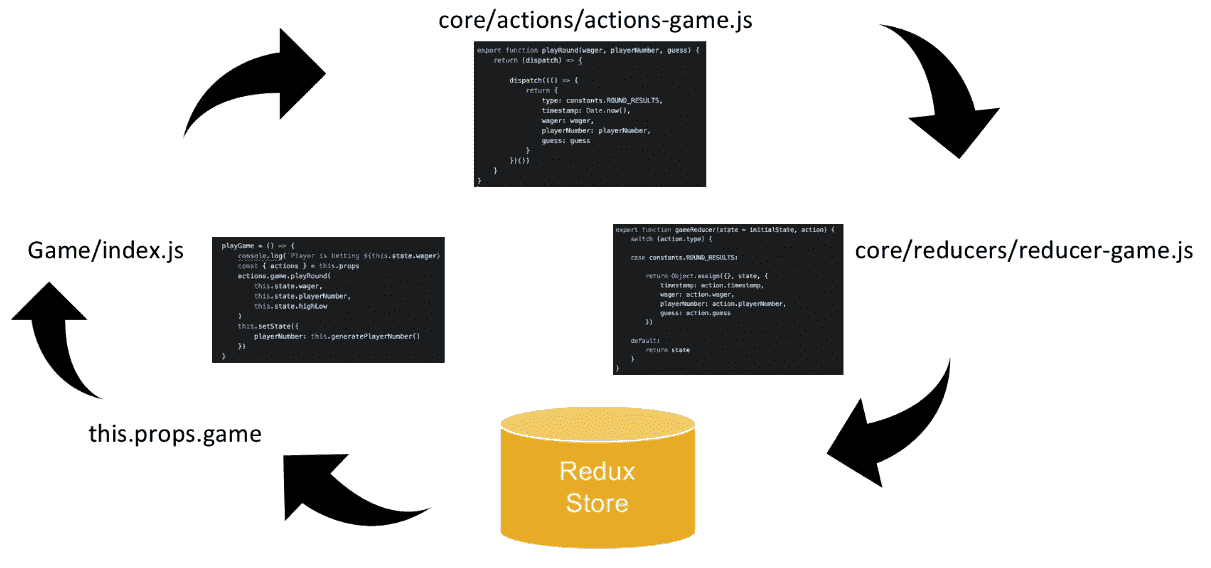 core/actions/actions-game.js
export function playRound(wager, playerNumber, guess) {
return (dispatch) => {
dispatch((() => {
return {
type: constants.ROUND_RESULTS,
timestamp: Date.now(),
wager: wager,
playerNumber: playerNumber,
guess: guess
}
})())
}
}
Game/index.js
playGame = () => {
console.log(`Player is betting ${this.state.wager}
const { actions } = this.props
actions.game.playRound(
this.state.wager,
this.state.playerNumber,
this.state.highLow
)
this.setState({
playerNumber: this.generatePlayerNumber()
})
}
export function gameReducer(state = initialState, action) {
switch (action.type) {
case constants.ROUND_RESULTS:
return Object.assign({}, state, {
timestamp: action.timestamp,
wager: action.wager,
playerNumber: action.playerNumber,
guess: action.guess
})
default:
return state
}
}
core/reducers/reducer-game.js
this.props.game
Redux
Store